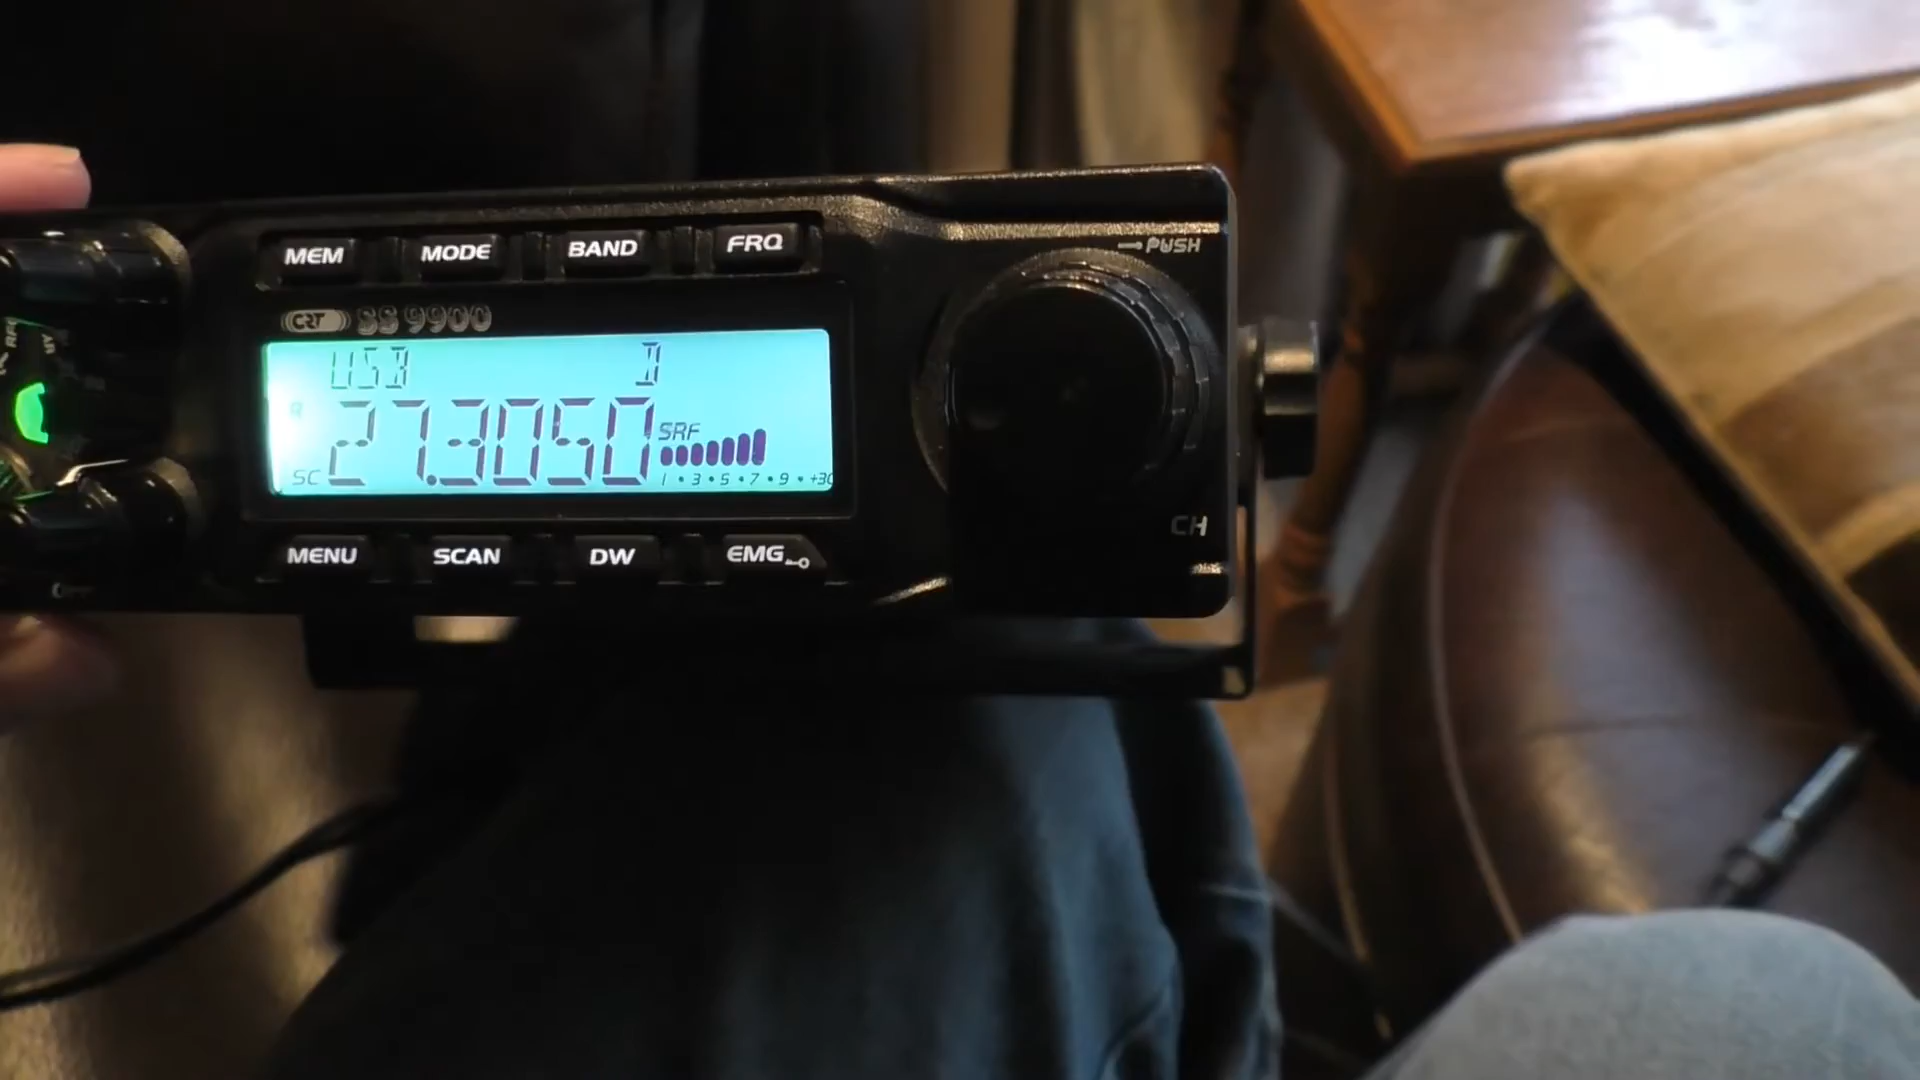 PUSH
MEM MODE BAND FRQ
CRT SS 9900
USB D
27.3050
SRF
SC
1 • 3 • 5 • 7 • 9 • +30
CH
MENU SCAN DW EMG